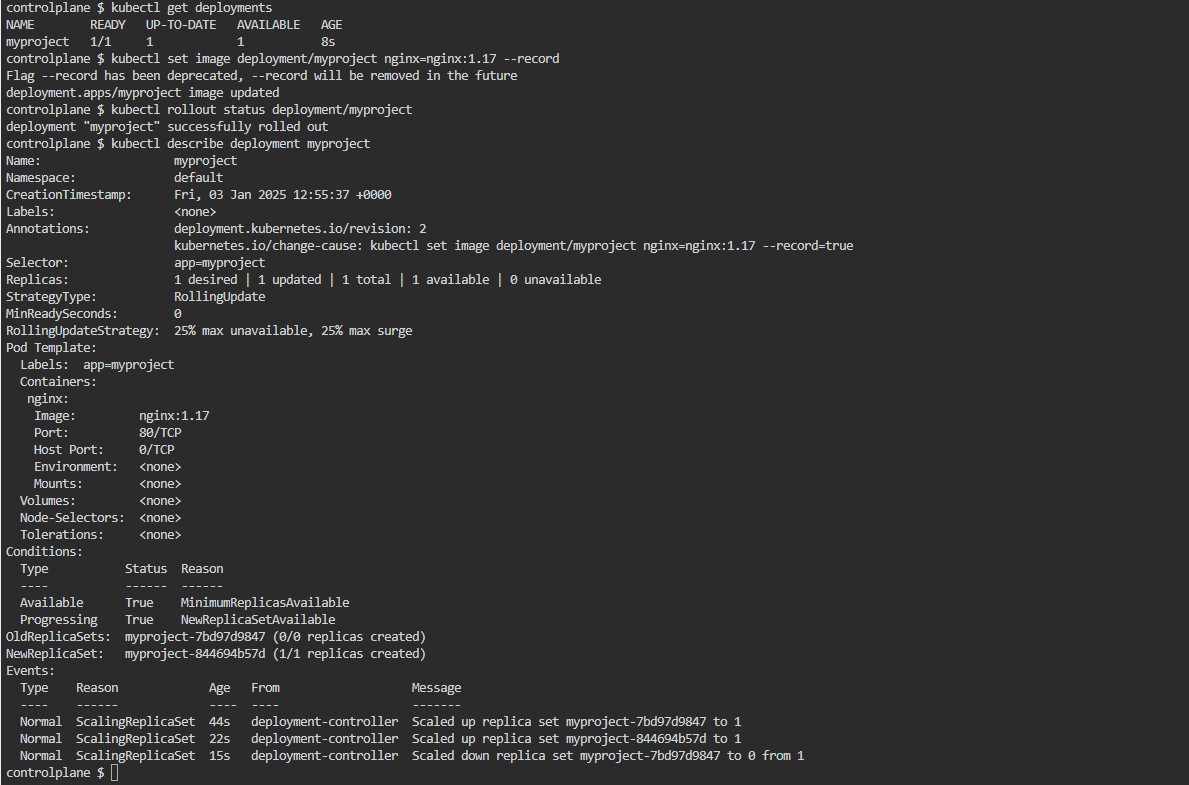 controlplane $ kubectl get deployments
NAME        READY   UP-TO-DATE   AVAILABLE   AGE
myproject   1/1     1            1           8s
controlplane $ kubectl set image deployment/myproject nginx=nginx:1.17 --record
Flag --record has been deprecated, --record will be removed in the future
deployment.apps/myproject image updated
controlplane $ kubectl rollout status deployment/myproject
deployment "myproject" successfully rolled out
controlplane $ kubectl describe deployment myproject
Name:                   myproject
Namespace:              default
CreationTimestamp:      Fri, 03 Jan 2025 12:55:37 +0000
Labels:                 <none>
Annotations:            deployment.kubernetes.io/revision: 2
                        kubernetes.io/change-cause: kubectl set image deployment/myproject nginx=nginx:1.17 --record=true
Selector:               app=myproject
Replicas:               1 desired | 1 updated | 1 total | 1 available | 0 unavailable
StrategyType:           RollingUpdate
MinReadySeconds:        0
RollingUpdateStrategy:  25% max unavailable, 25% max surge
Pod Template:
  Labels:  app=myproject
  Containers:
   nginx:
    Image:         nginx:1.17
    Port:          80/TCP
    Host Port:     0/TCP
    Environment:   <none>
    Mounts:        <none>
  Volumes:         <none>
  Node-Selectors:  <none>
  Tolerations:     <none>
Conditions:
  Type           Status  Reason
  ----           ------  ------
  Available      True    MinimumReplicasAvailable
  Progressing    True    NewReplicaSetAvailable
OldReplicaSets:  myproject-7bd97d9847 (0/0 replicas created)
NewReplicaSet:   myproject-844694b57d (1/1 replicas created)
Events:
  Type    Reason             Age   From                   Message
  ----    ------             ----  ----                   -------
  Normal  ScalingReplicaSet  44s   deployment-controller  Scaled up replica set myproject-7bd97d9847 to 1
  Normal  ScalingReplicaSet  22s   deployment-controller  Scaled up replica set myproject-844694b57d to 1
  Normal  ScalingReplicaSet  15s   deployment-controller  Scaled down replica set myproject-7bd97d9847 to 0 from 1
controlplane $